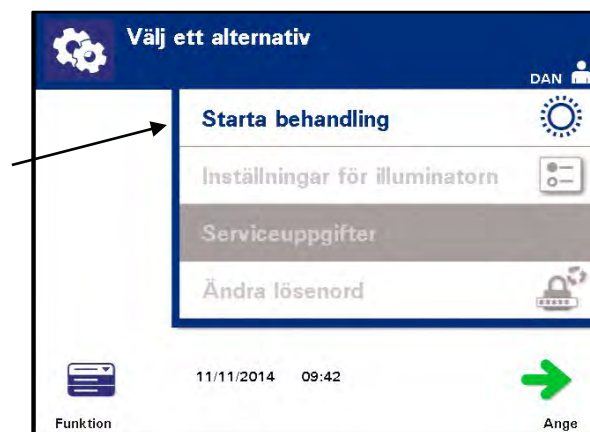 Välj ett alternativ
DAN
Starta behandling
Inställningar för illuminatorn
Serviceuppgifter
Ändra lösenord
11/11/2014 09:42
Funktion
Ange